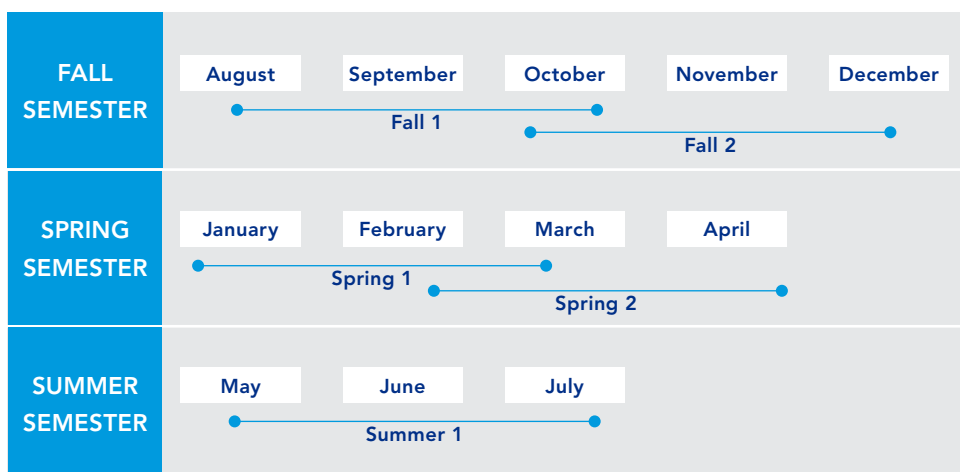 FALL
SEMESTER
August
September
October
November
December
Fall 1
Fall 2
SPRING
SEMESTER
January
February
March
April
Spring 1
Spring 2
SUMMER
SEMESTER
May
June
July
Summer 1